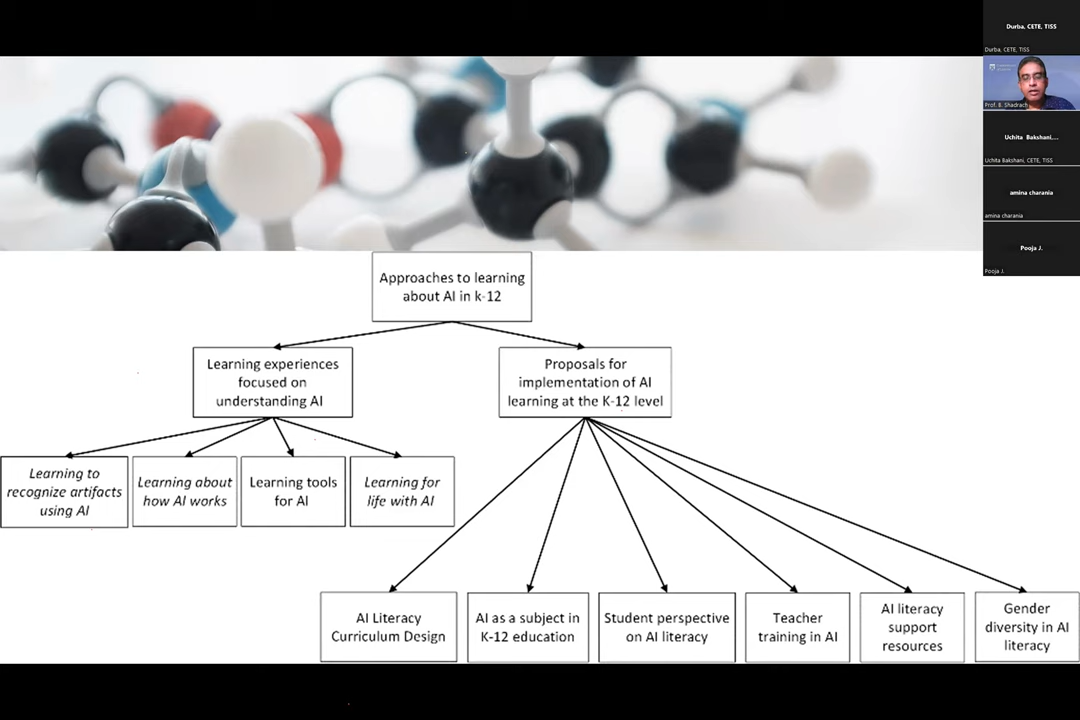 Approaches to learning
about AI in k-12
Learning experiences
focused on
understanding AI
Proposals for
implementation of AI
learning at the K-12 level
Learning to
recognize artifacts
using AI
Learning about
how AI works
Learning tools
for AI
Learning for
life with AI
AI Literacy
Curriculum Design
AI as a subject in
K-12 education
Student perspective
on AI literacy
Teacher
training in AI
AI literacy
support
resources
Gender
diversity in AI
literacy
Durba, CETE, TISS
Durba, CETE, TISS
Prof. B. Shadrach
Uchita Bakshani,...
Uchita Bakshani, CETE, TISS
amina charania
amina charania
Pooja J.
Pooja J.